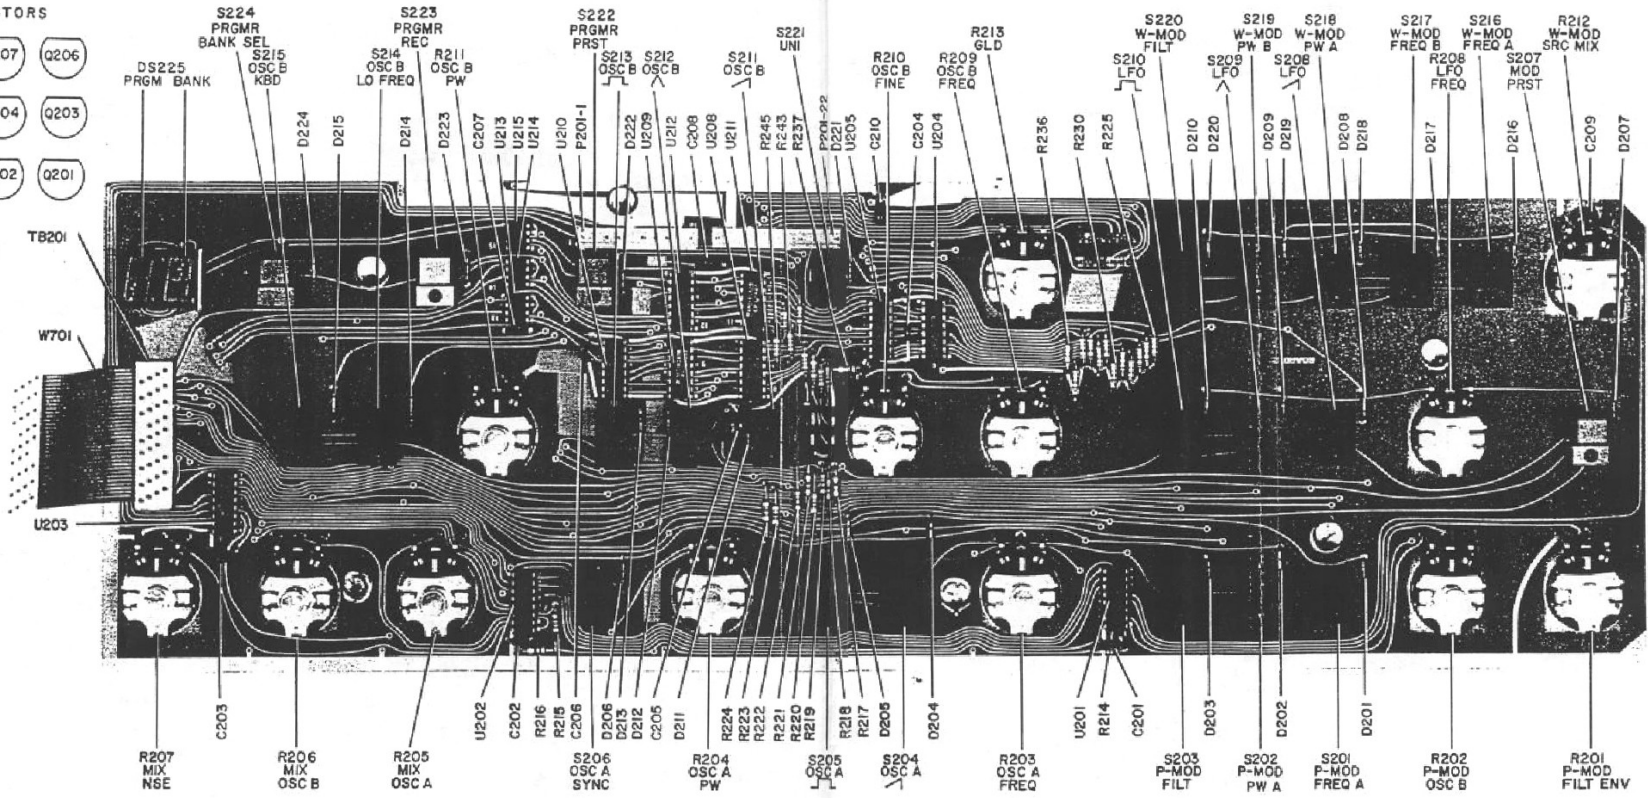 TORS
07
Q206
04
Q203
02
Q201
DS225
PRGM BANK
S224
PRGMR
BANK SEL
S215
OSC B
KBD
D224
D215
S214
OSC B
LO FREQ
D214
S223
PRGMR
REC
R211
OSC B
PW
D223
C207
U213
U215
U214
U210
P201-1
S222
PRGMR
PRST
S213
OSC B
S212
OSC B
D222
U209
U212
C208
U208
U211
S211
OSC B
R245
R243
R237
S221
UNI
P201-22
D221
U205
C210
R210
OSC B
FINE
C204
U204
R209
OSC B
FREQ
R213
GLD
R236
R230
R225
S210
LFO
S220
W-MOD
FILT
D210
D220
S209
LFO
S219
W-MOD
PW B
D209
D219
S208
LFO
S218
W-MOD
PW A
D208
D218
S217
W-MOD
FREQ B
D217
R208
LFO
FREQ
S216
W-MOD
FREQ A
D216
S207
MOD
PRST
R212
W-MOD
SRC MIX
C209
D207
TB201
W701
U203
R207
MIX
NSE
C203
R206
MIX
OSC B
R205
MIX
OSC A
U202
C202
R216
R215
C206
S206
OSC A
SYNC
D206
D213
D212
C205
D211
R204
OSC A
PW
R224
R223
R222
R221
R220
R219
S205
OSC A
R218
R217
D205
S204
OSC A
D204
R203
OSC A
FREQ
U201
R214
C201
S203
P-MOD
FILT
D203
S202
P-MOD
PW A
D202
S201
P-MOD
FREQ A
D201
R202
P-MOD
OSC B
R201
P-MOD
FILT ENV